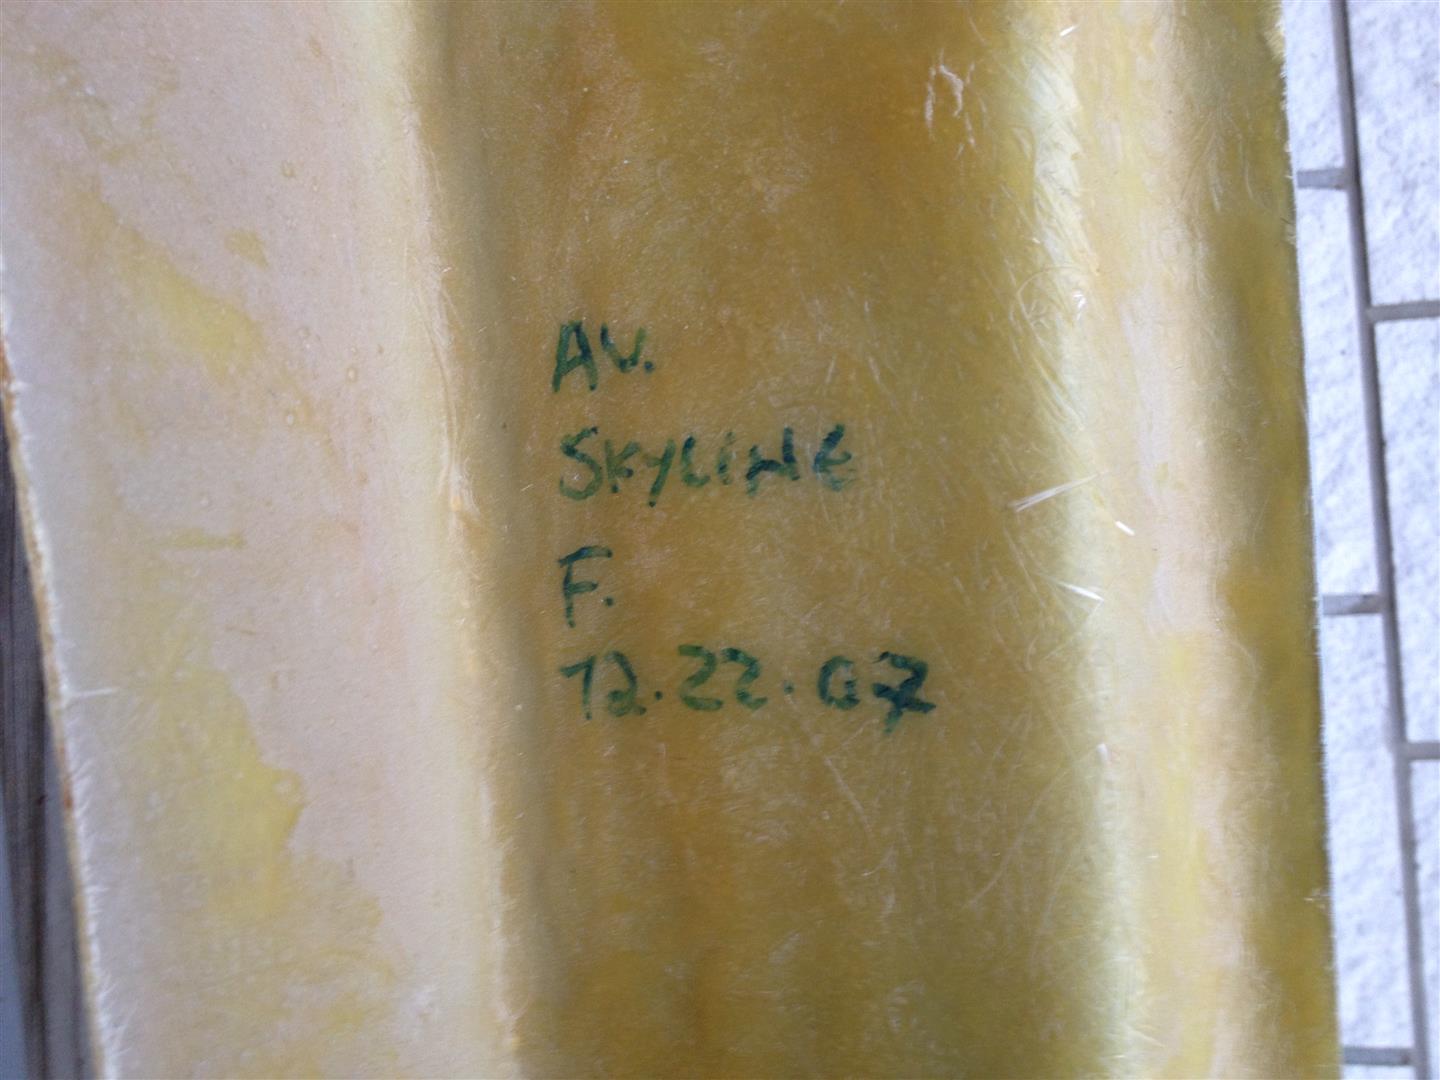 AV.
SKYLINE
F.
12.22.07